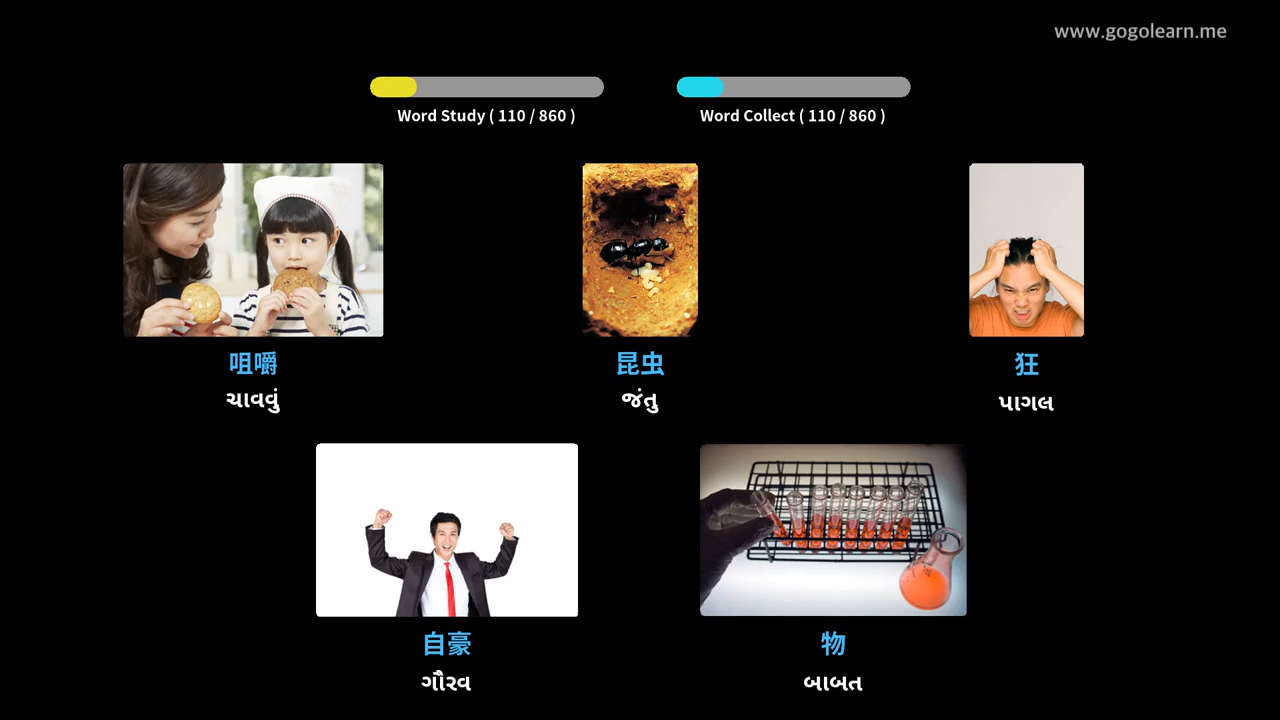 www.gogolearn.me
Word Study ( 110 / 860 )
Word Collect ( 110 / 860 )
咀嚼
ચાવવું
昆虫
જંતુ
狂
પાગલ
自豪
ગૌરવ
物
બાબત